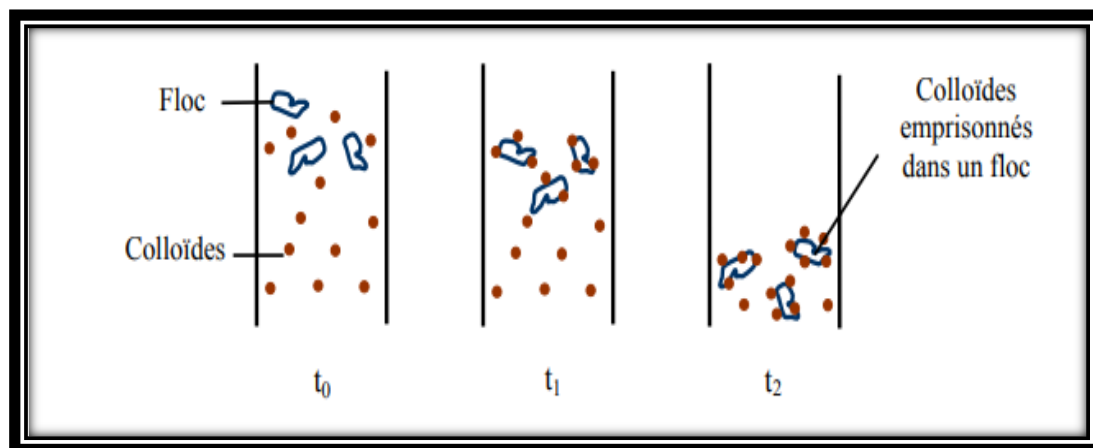 Floc
Colloïdes
Colloïdes
emprisonnés
dans un floc
t₀
t₁
t₂